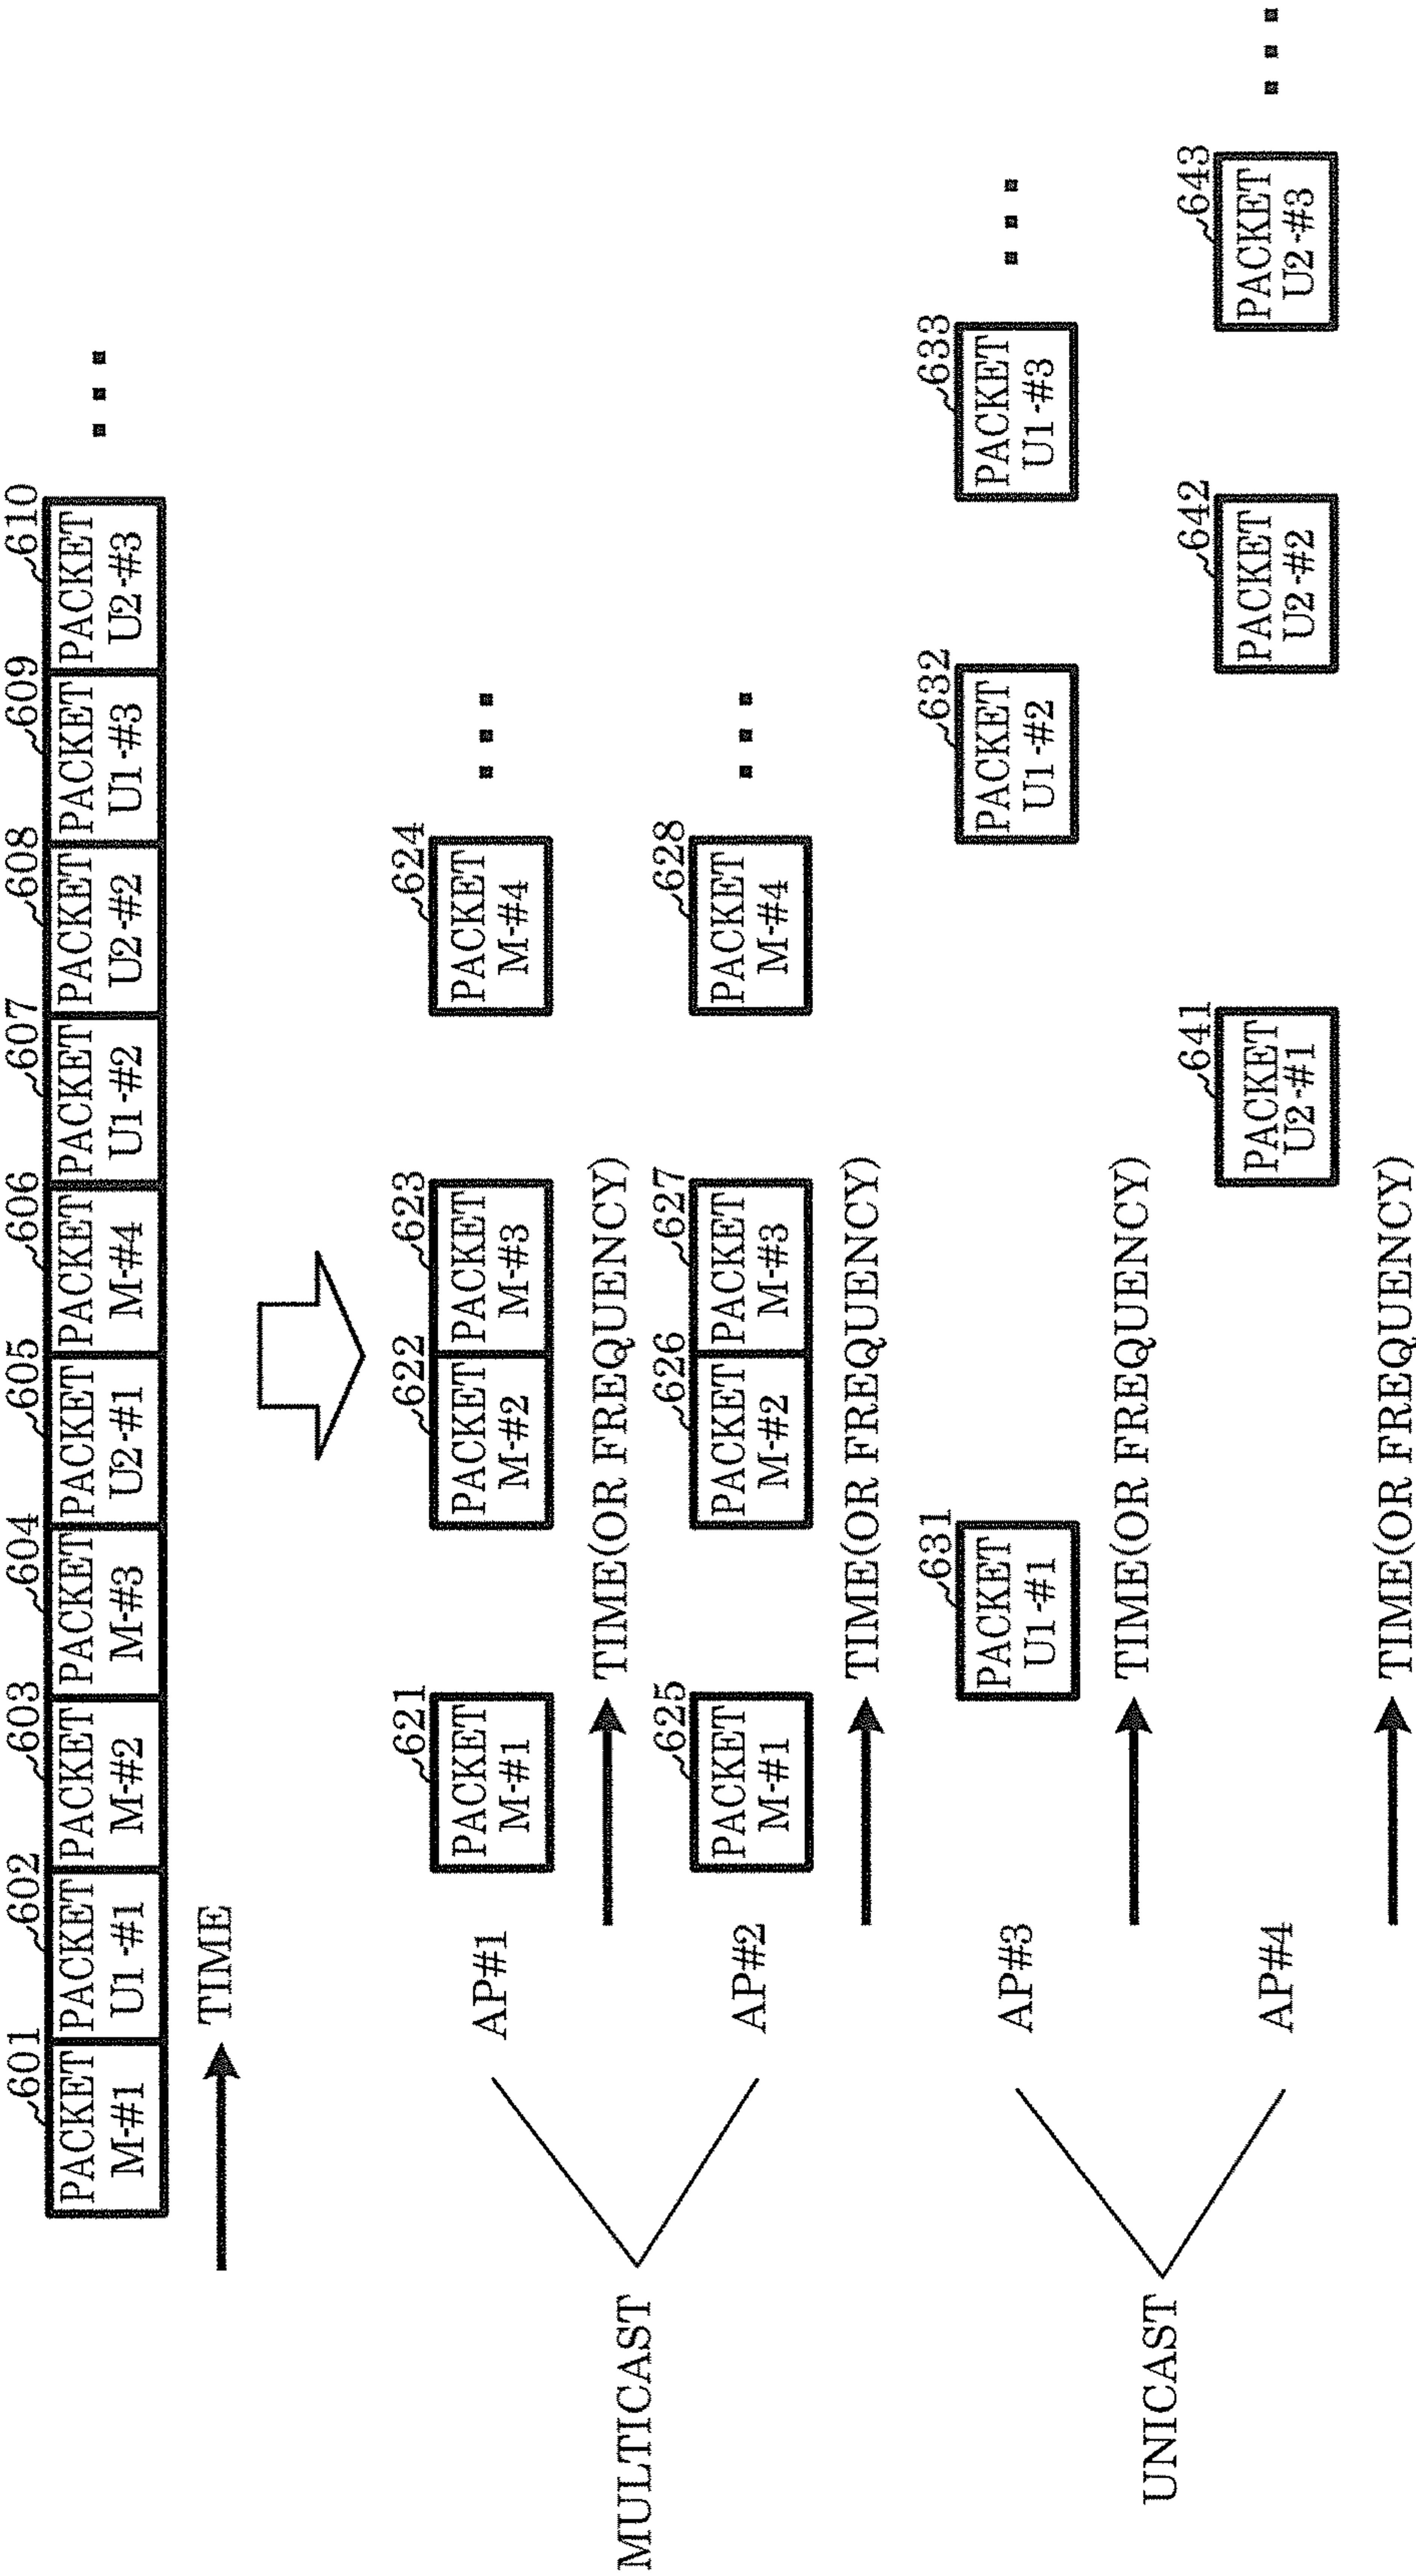 601 602 603 604 605 606 607 608 609 610
PACKET PACKET PACKET PACKET PACKET PACKET PACKET PACKET PACKET PACKET
M-#1 U1-#1 M-#2 M-#3 U2-#1 M-#4 U1-#2 U2-#2 U1-#3 U2-#3
TIME
621 622 623 624
PACKET PACKET PACKET PACKET
AP#1 M-#1 M-#2 M-#3 M-#4
TIME(OR FREQUENCY)
MULTICAST
625 626 627 628
PACKET PACKET PACKET PACKET
AP#2 M-#1 M-#2 M-#3 M-#4
TIME(OR FREQUENCY)
631 632 633
PACKET PACKET PACKET
AP#3 U1-#1 U1-#2 U1-#3
TIME(OR FREQUENCY)
UNICAST
641 642 643
PACKET PACKET PACKET
AP#4 U2-#1 U2-#2 U2-#3
TIME(OR FREQUENCY)